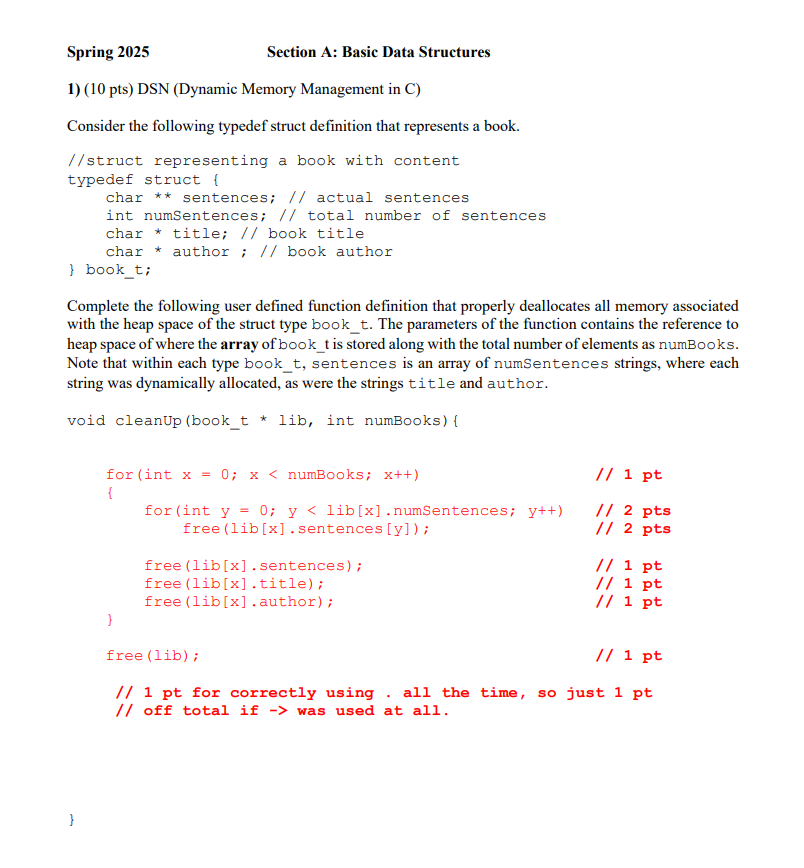 Spring 2025 Section A: Basic Data Structures
1) (10 pts) DSN (Dynamic Memory Management in C)
Consider the following typedef struct definition that represents a book.
//struct representing a book with content
typedef struct {
    char ** sentences; // actual sentences
    int numSentences; // total number of sentences
    char * title; // book title
    char * author ; // book author
} book_t;
Complete the following user defined function definition that properly deallocates all memory associated
with the heap space of the struct type book_t. The parameters of the function contains the reference to
heap space of where the array of book_t is stored along with the total number of elements as numBooks.
Note that within each type book_t, sentences is an array of numSentences strings, where each
string was dynamically allocated, as were the strings title and author.
void cleanUp(book_t * lib, int numBooks){
    for(int x = 0; x < numBooks; x++) // 1 pt
    {
        for(int y = 0; y < lib[x].numSentences; y++) // 2 pts
            free(lib[x].sentences[y]); // 2 pts
        free(lib[x].sentences); // 1 pt
        free(lib[x].title); // 1 pt
        free(lib[x].author); // 1 pt
    }
    free(lib); // 1 pt
    // 1 pt for correctly using . all the time, so just 1 pt
    // off total if -> was used at all.
}